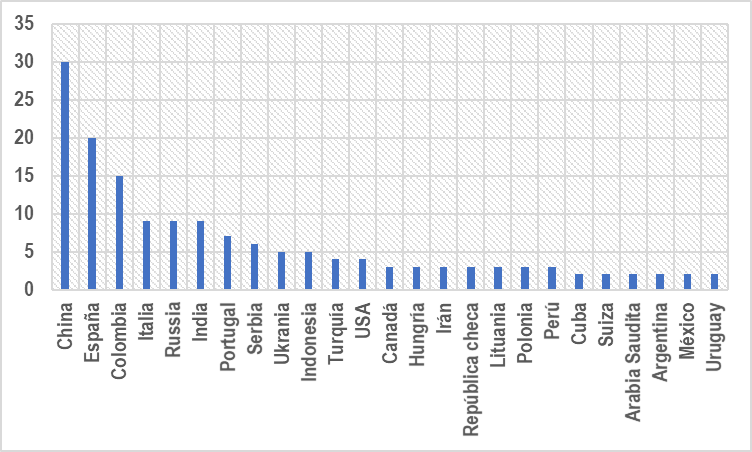 35
30
25
20
15
10
5
0
China
España
Colombia
Italia
Russia
India
Portugal
Serbia
Ukrania
Indonesia
Turquía
USA
Canadá
Hungría
Irán
República checa
Lituania
Polonia
Perú
Cuba
Suiza
Arabia Saudita
Argentina
México
Uruguay